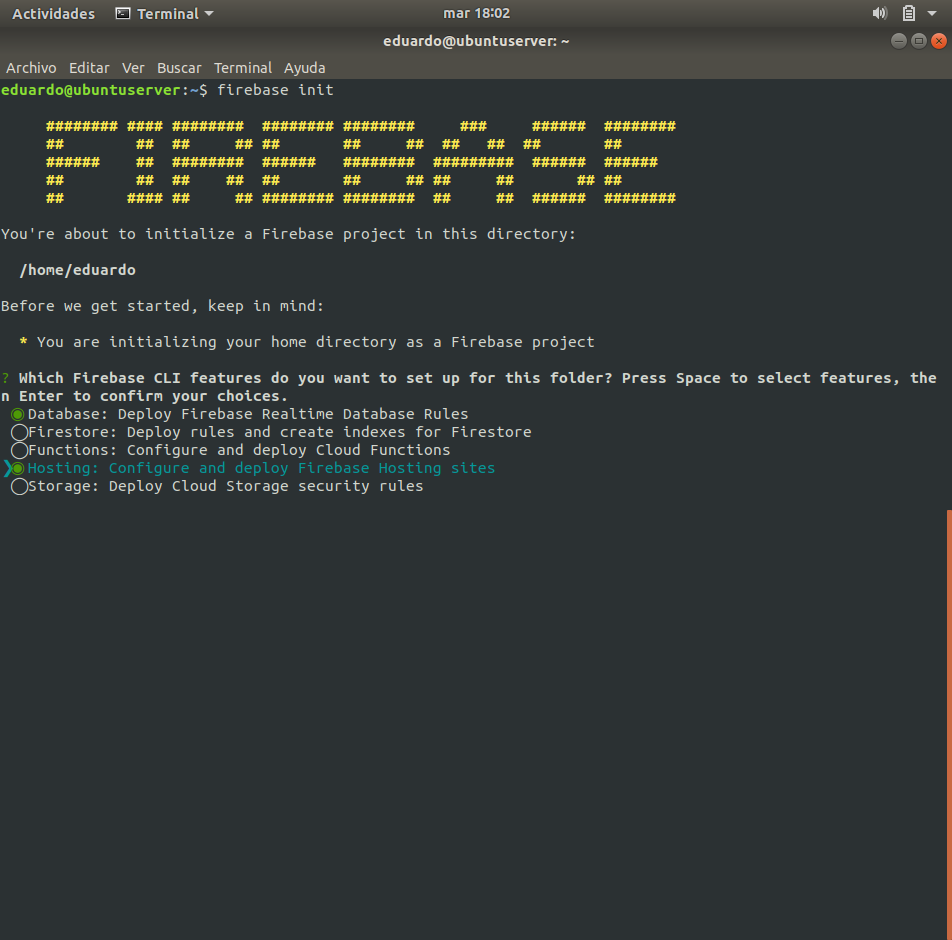 Actividades Terminal mar 18:02
eduardo@ubuntuserver: ~
Archivo Editar Ver Buscar Terminal Ayuda
eduardo@ubuntuserver:~$ firebase init
######## #### ########  ######## ########     ###     ######  ########
##        ##  ##     ## ##       ##     ##  ##   ##  ##       ##
######    ##  ########  ######   ########  #########  ######  ######
##        ##  ##    ##  ##       ##     ## ##     ##       ## ##
##       #### ##     ## ######## ########  ##     ##  ######  ########
You're about to initialize a Firebase project in this directory:
/home/eduardo
Before we get started, keep in mind:
* You are initializing your home directory as a Firebase project
? Which Firebase CLI features do you want to set up for this folder? Press Space to select features, the
n Enter to confirm your choices.
◉Database: Deploy Firebase Realtime Database Rules
◯Firestore: Deploy rules and create indexes for Firestore
◯Functions: Configure and deploy Cloud Functions
❯◉Hosting: Configure and deploy Firebase Hosting sites
◯Storage: Deploy Cloud Storage security rules